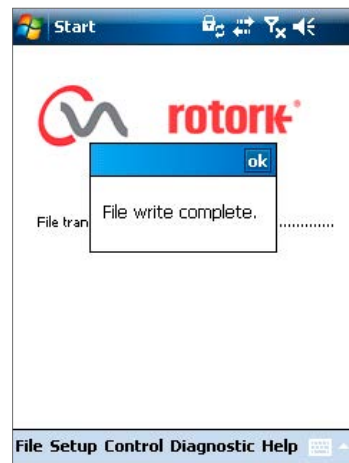 Start
rotork
ok
File write complete.
File tran..............
File Setup Control Diagnostic Help